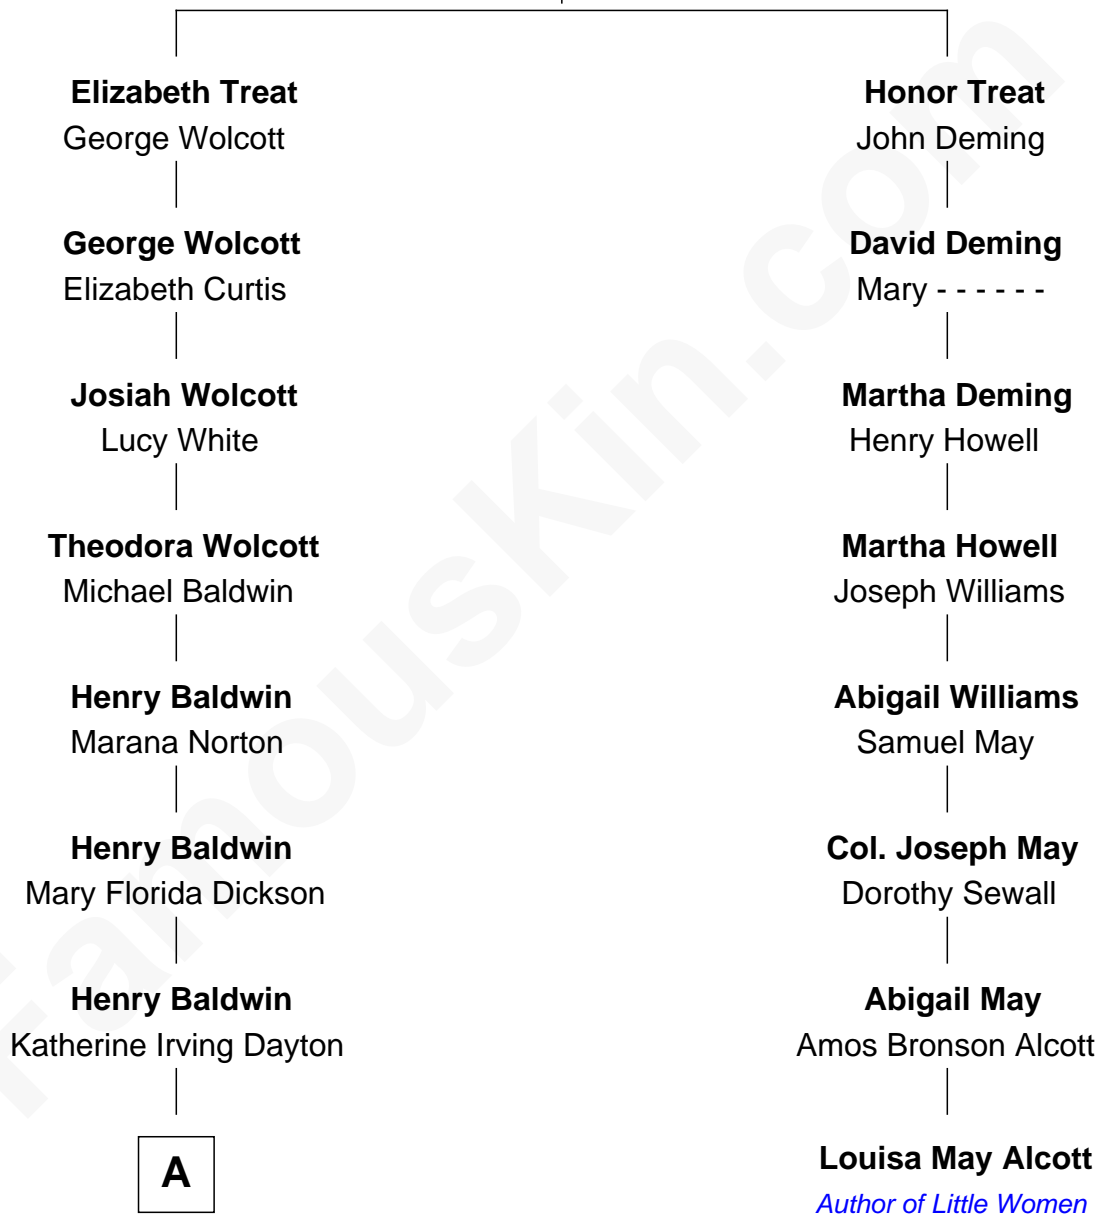 Elizabeth Treat
George Wolcott
George Wolcott
Elizabeth Curtis
Josiah Wolcott
Lucy White
Theodora Wolcott
Michael Baldwin
Henry Baldwin
Marana Norton
Henry Baldwin
Mary Florida Dickson
Henry Baldwin
Katherine Irving Dayton
A
Honor Treat
John Deming
David Deming
Mary - - - - - -
Martha Deming
Henry Howell
Martha Howell
Joseph Williams
Abigail Williams
Samuel May
Col. Joseph May
Dorothy Sewall
Abigail May
Amos Bronson Alcott
Louisa May Alcott
Author of Little Women
FamousKin.com